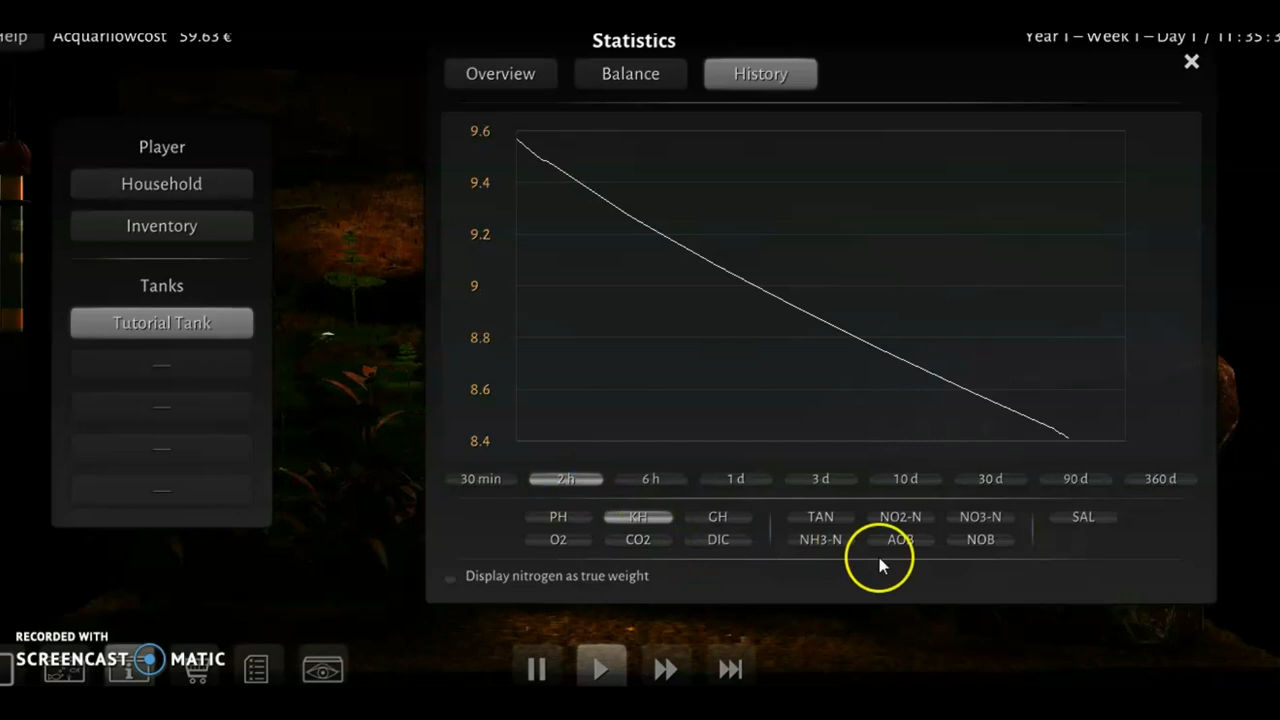 elp Acquarilowcost 59.63 € Year 1 – Week 1 – Day 1 / 11:35:3
Statistics
Overview Balance History
Player
Household
Inventory
Tanks
Tutorial Tank
—
—
—
—
9.6
9.4
9.2
9
8.8
8.6
8.4
30 min 2 h 6 h 1 d 3 d 10 d 30 d 90 d 360 d
PH KH GH TAN NO2-N NO3-N SAL
O2 CO2 DIC NH3-N AOB NOB
Display nitrogen as true weight
RECORDED WITH
SCREENCAST MATIC